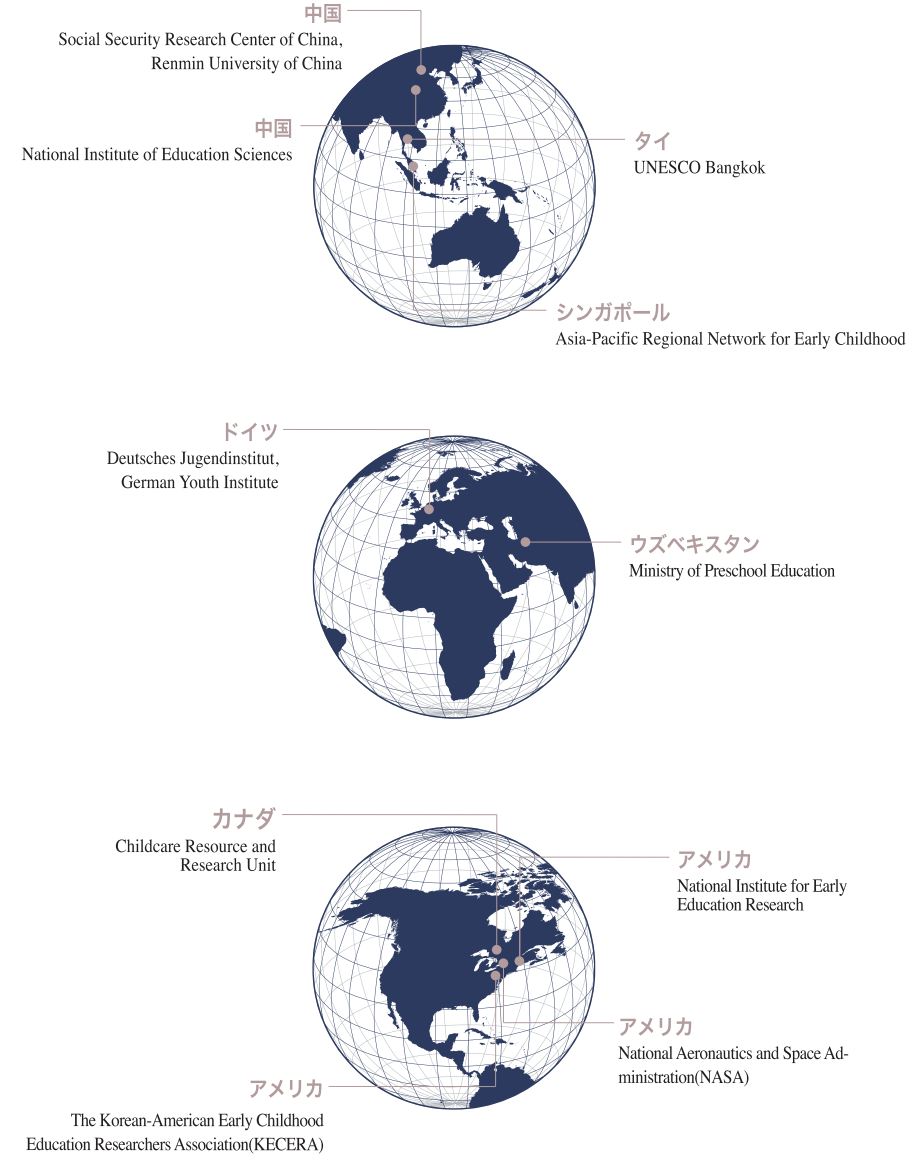 中国
Social Security Research Center of China,
Renmin University of China
中国
National Institute of Education Sciences
タイ
UNESCO Bangkok
シンガポール
Asia-Pacific Regional Network for Early Childhood
ドイツ
Deutsches Jugendinstitut,
German Youth Institute
ウズベキスタン
Ministry of Preschool Education
カナダ
Childcare Resource and
Research Unit
アメリカ
National Institute for Early
Education Research
アメリカ
National Aeronautics and Space Ad-
ministration(NASA)
アメリカ
The Korean-American Early Childhood
Education Researchers Association(KECERA)